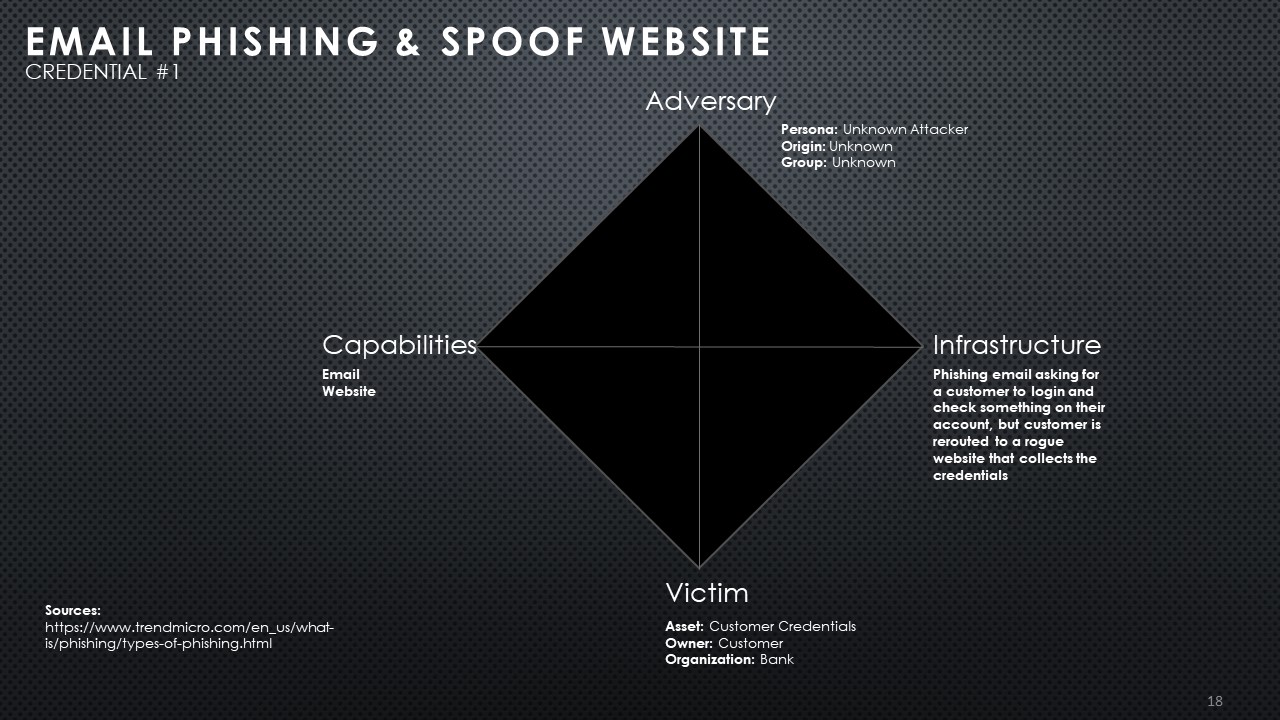 EMAIL PHISHING & SPOOF WEBSITE
CREDENTIAL #1
Adversary
Persona: Unknown Attacker
Origin: Unknown
Group: Unknown
Capabilities
Email
Website
Infrastructure
Phishing email asking for
a customer to login and
check something on their
account, but customer is
rerouted to a rogue
website that collects the
credentials
Victim
Asset: Customer Credentials
Owner: Customer
Organization: Bank
Sources:
https://www.trendmicro.com/en_us/what-
is/phishing/types-of-phishing.html
18